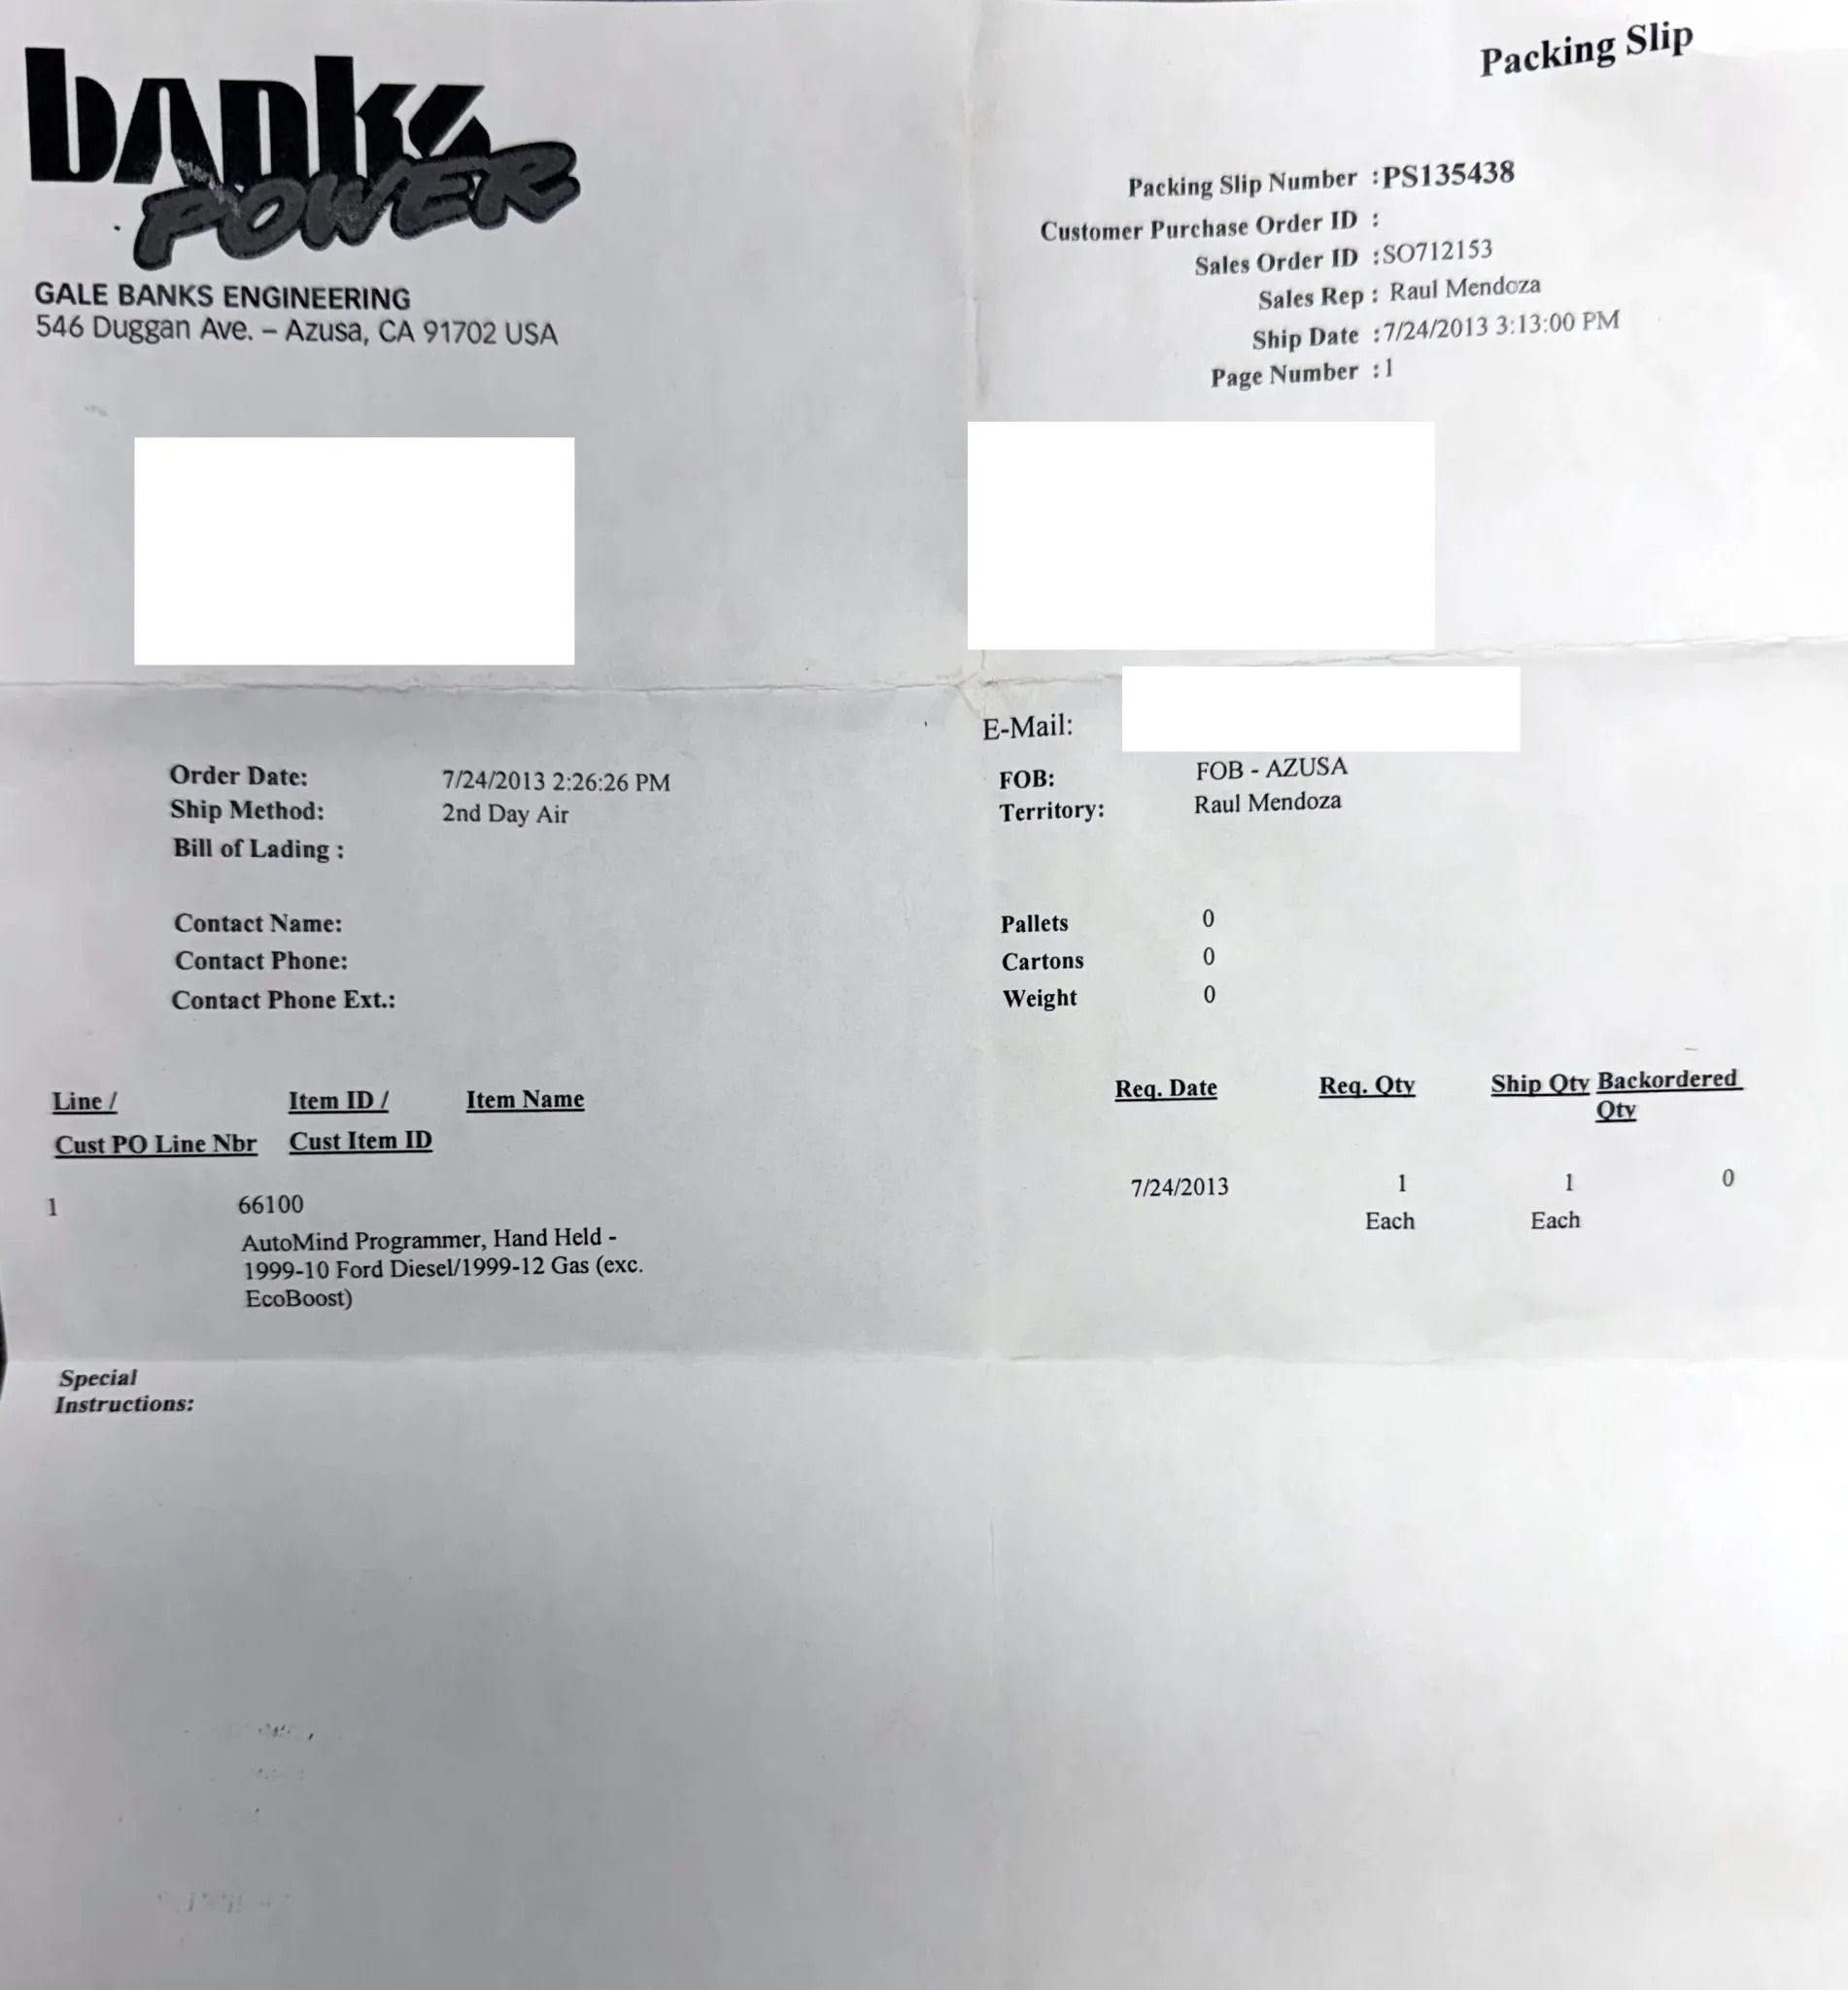 banks
POWER
GALE BANKS ENGINEERING
546 Duggan Ave. – Azusa, CA 91702 USA
Packing Slip
Packing Slip Number :PS135438
Customer Purchase Order ID :
Sales Order ID :SO712153
Sales Rep : Raul Mendoza
Ship Date :7/24/2013 3:13:00 PM
Page Number :1
E-Mail:
Order Date: 7/24/2013 2:26:26 PM
Ship Method: 2nd Day Air
Bill of Lading :
FOB: FOB - AZUSA
Territory: Raul Mendoza
Contact Name:
Contact Phone:
Contact Phone Ext.:
Pallets 0
Cartons 0
Weight 0
Line / Item ID / Item Name Req. Date Req. Qty Ship Qty Backordered
Cust PO Line Nbr Cust Item ID Qty
1 66100 7/24/2013 1 1 0
Each Each
AutoMind Programmer, Hand Held -
1999-10 Ford Diesel/1999-12 Gas (exc.
EcoBoost)
Special
Instructions: